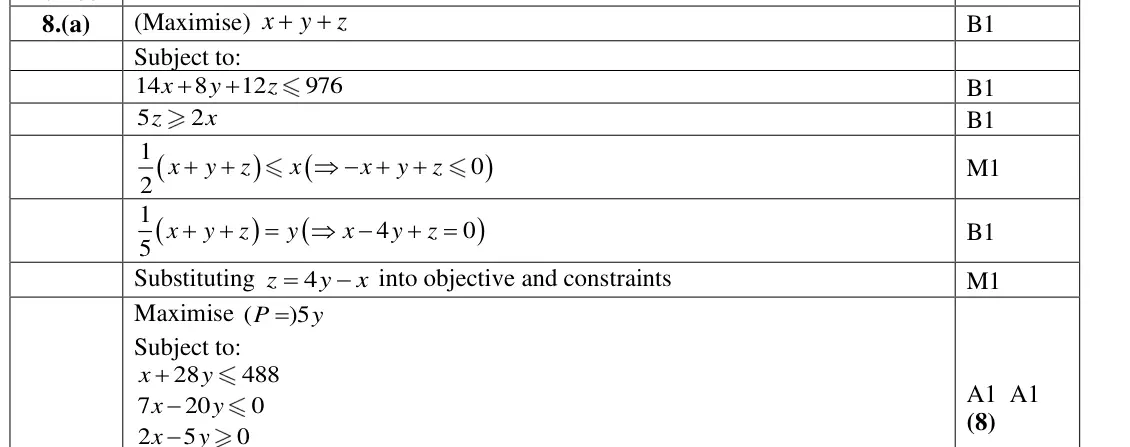 8.(a) (Maximise) x + y + z B1
Subject to:
14x + 8y + 12z ⩽ 976 B1
5z ⩾ 2x B1
1/2 (x + y + z) ⩽ x (⇒ −x + y + z ⩽ 0) M1
1/5 (x + y + z) = y (⇒ x − 4y + z = 0) B1
Substituting z = 4y − x into objective and constraints M1
Maximise (P =)5y
Subject to:
x + 28y ⩽ 488
7x − 20y ⩽ 0 A1 A1
2x − 5y ⩾ 0 (8)